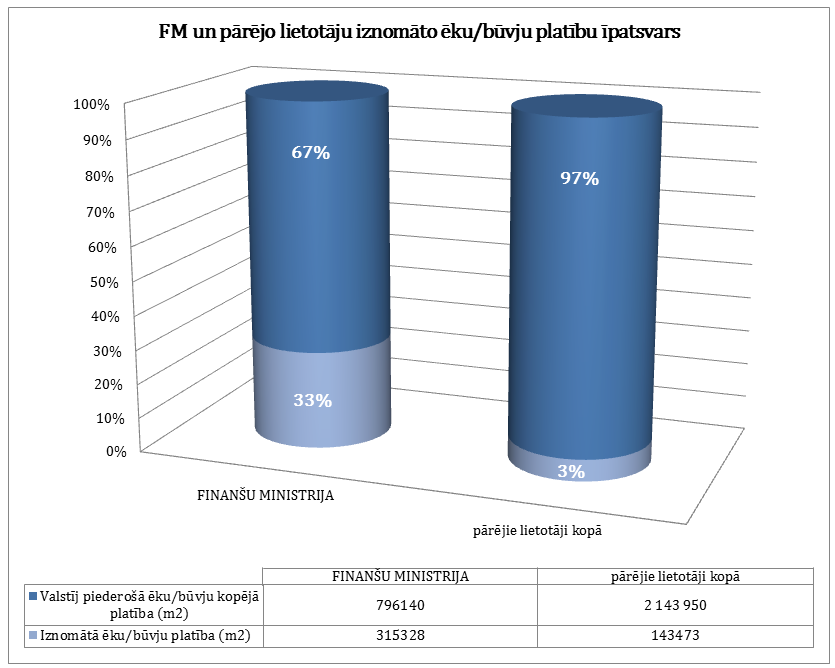 FM un pārējo lietotāju iznomāto ēku/būvju platību īpatsvars
100%
90%
80%
70%
60%
50%
40%
30%
20%
10%
0%
67%
33%
97%
3%
FINANŠU MINISTRIJA
pārējie lietotāji kopā
FINANŠU MINISTRIJA pārējie lietotāji kopā
Valstij piederošā ēku/būvju kopējā
platība (m2) 796140 2 143 950
Iznomātā ēku/būvju platība (m2) 315328 143473